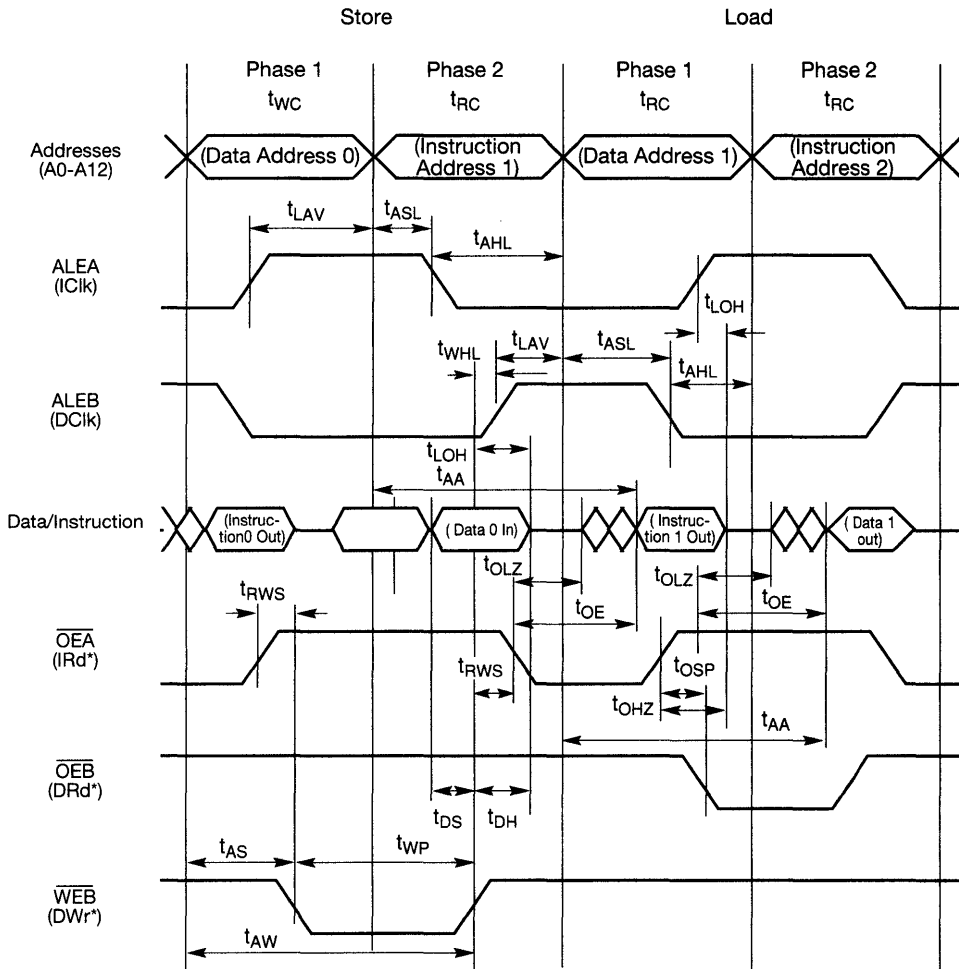 Store Load
Phase 1 Phase 2 Phase 1 Phase 2
tWC tRC tRC tRC
Addresses
(A0-A12)
(Data Address 0) (Instruction Address 1) (Data Address 1) (Instruction Address 2)
tLAV tASL
tAHL
ALEA
(IClk)
tLOH
tWHL tLAV tASL
tAHL
ALEB
(DClk)
tLOH
tAA
Data/Instruction
(Instruc-
tion0 Out) ( Data 0 In) ( Instruc-
tion 1 Out) ( Data 1
out)
tOLZ tOLZ
tRWS tOE tOE
OEA
(IRd*)
tRWS tOSP
tOHZ
tAA
OEB
(DRd*)
tDS tDH
tAS tWP
WEB
(DWr*)
tAW